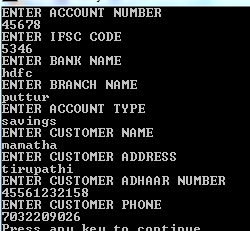 ENTER ACCOUNT NUMBER
45678
ENTER IFSC CODE
5346
ENTER BANK NAME
hdfc
ENTER BRANCH NAME
puttur
ENTER ACCOUNT TYPE
savings
ENTER CUSTOMER NAME
mamatha
ENTER CUSTOMER ADDRESS
tirupathi
ENTER CUSTOMER ADHAAR NUMBER
45561232158
ENTER CUSTOMER PHONE
7032209026
Press any key to continue